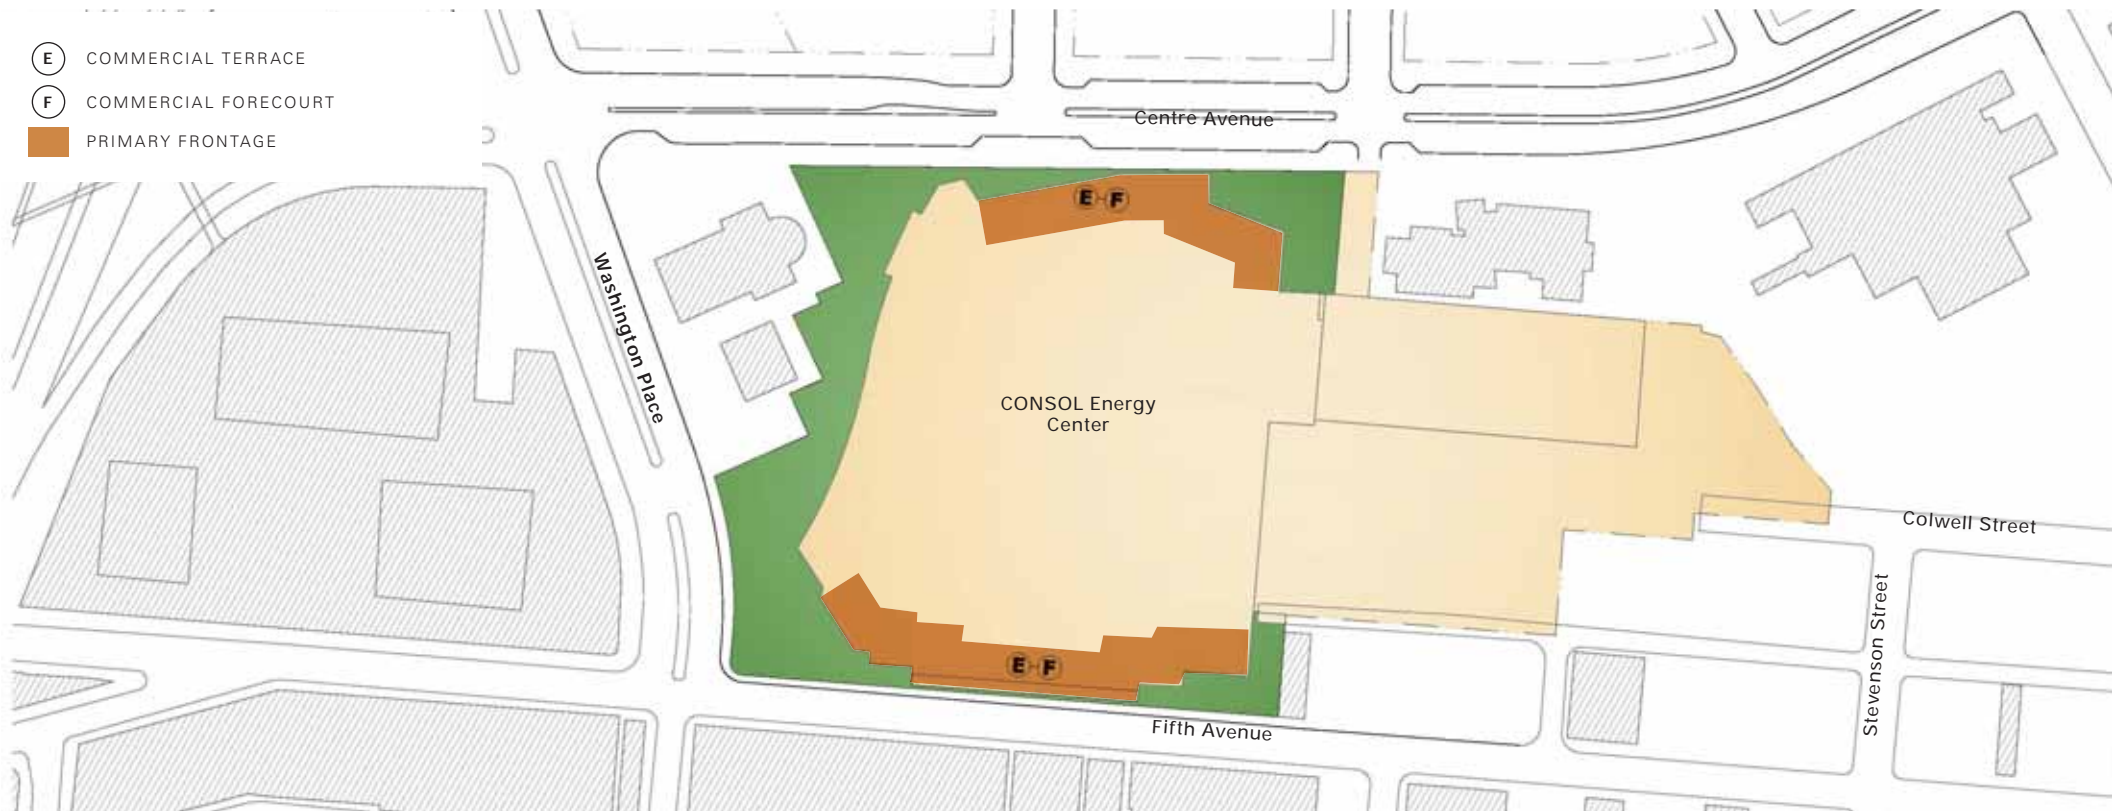 E COMMERCIAL TERRACE
F COMMERCIAL FORECOURT
PRIMARY FRONTAGE
Centre Avenue
E-F
Washington Place
CONSOL Energy
Center
Colwell Street
Stevenson Street
E-F
Fifth Avenue